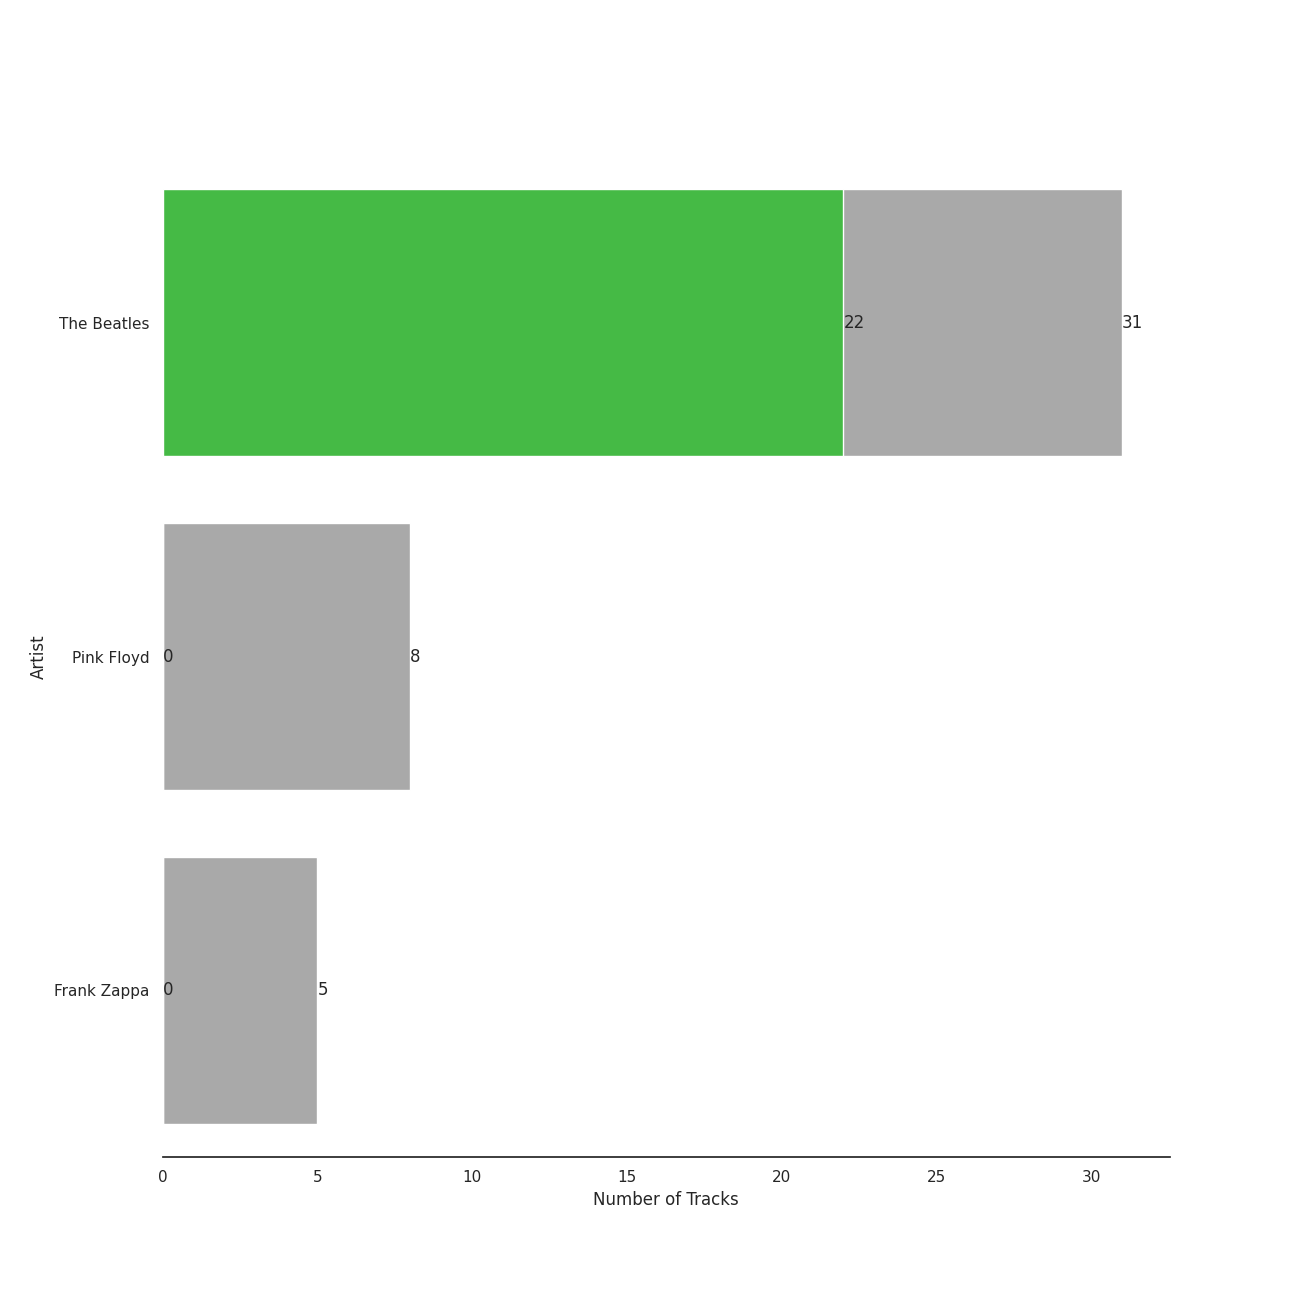 The Beatles 22 31
Artist
Pink Floyd 0 8
Frank Zappa 0 5
0 5 10 15 20 25 30
Number of Tracks